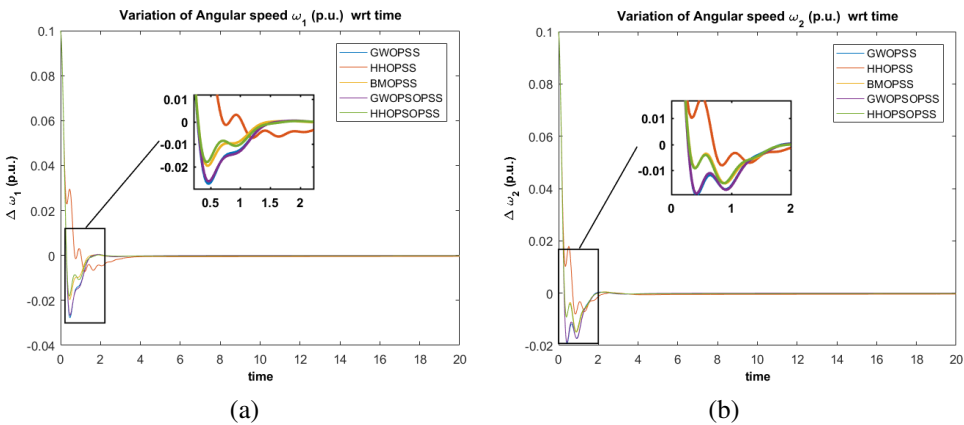 Variation of Angular speed ω1 (p.u.) wrt time
0.1
0.08
0.06
0.04
0.02
0
-0.02
-0.04
Δ ω1 (p.u.)
0 2 4 6 8 10 12 14 16 18 20
time
GWOPSS
HHOPSS
BMOPSS
GWOPSOPSS
HHOPSOPSS
0.01
0
-0.01
-0.02
-0.03
0.5 1 1.5 2
(a)
Variation of Angular speed ω2 (p.u.) wrt time
0.1
0.08
0.06
0.04
0.02
0
-0.02
Δ ω2 (p.u.)
0 2 4 6 8 10 12 14 16 18 20
time
GWOPSS
HHOPSS
BMOPSS
GWOPSOPSS
HHOPSOPSS
0.01
0
-0.01
0 1 2
(b)